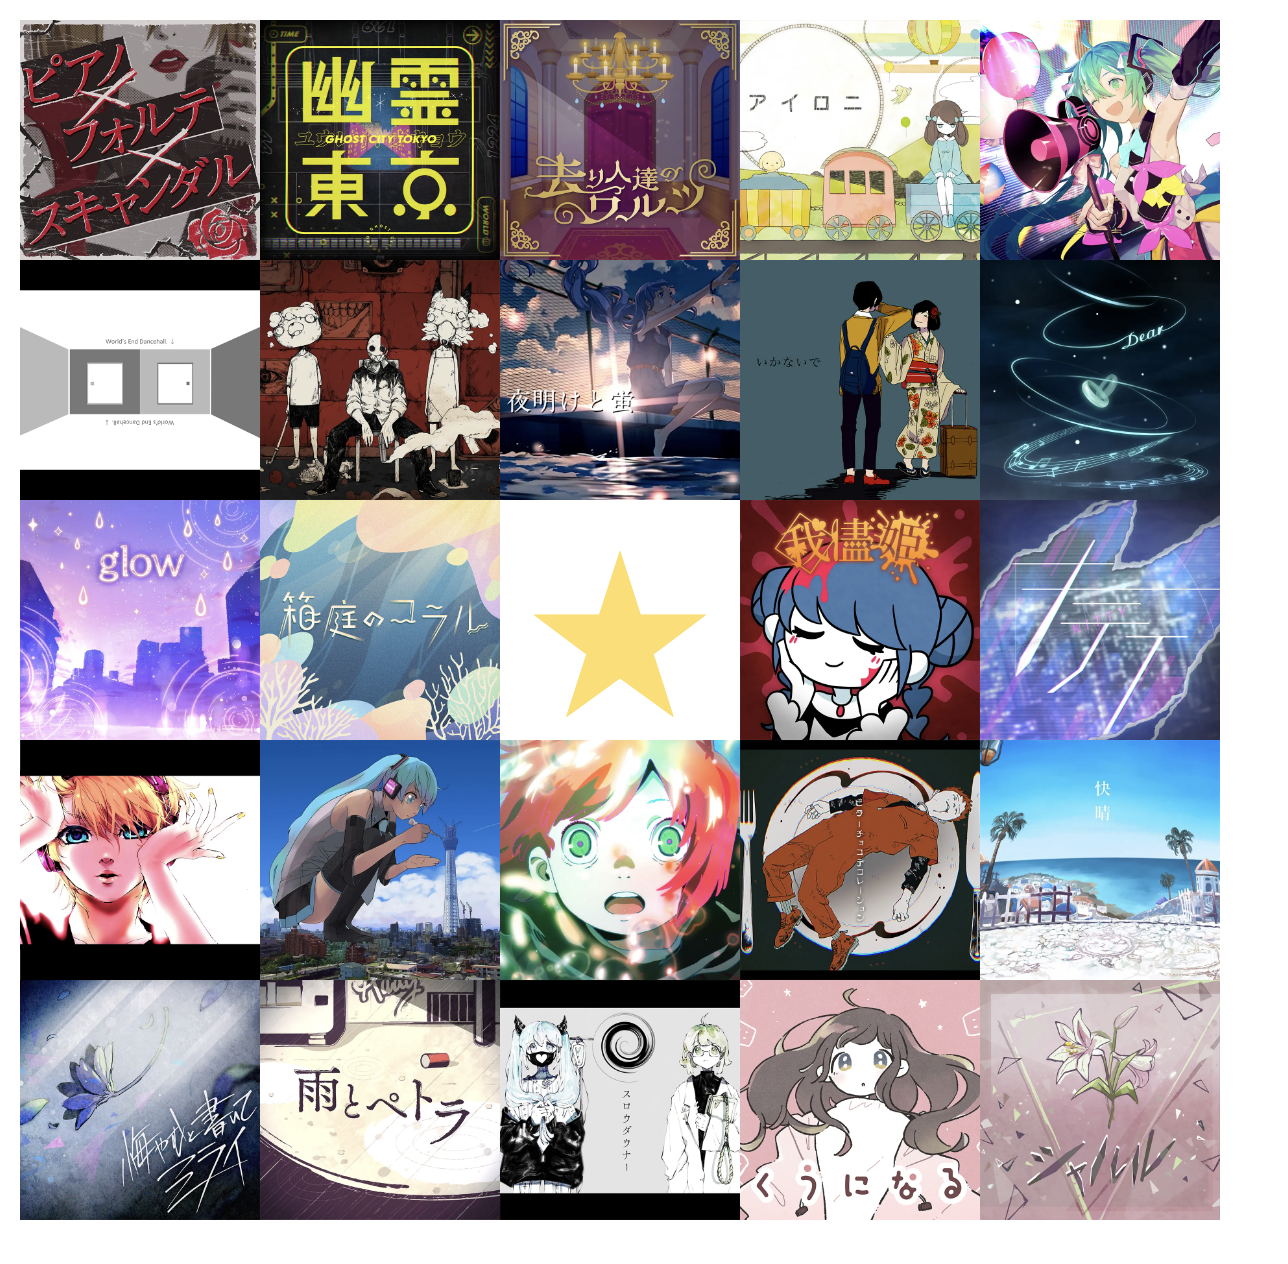 ピアノ
×
フォルテ
×
スキャンダル
TIME
幽霊
GHOST CITY TOKYO
東京
WORLD
去り人達の
ワルツ
アイロニ
World's End Dancehall. ↓
World's End Dancehall. ↓
夜明けと蛍
いかないで
Dear
glow
箱庭のコラル
我儘姫
ビターチョコデコレーション
快晴
悔やむと書いて
ミライ
雨とペトラ
スロウダウナー
くうになる
シャルル